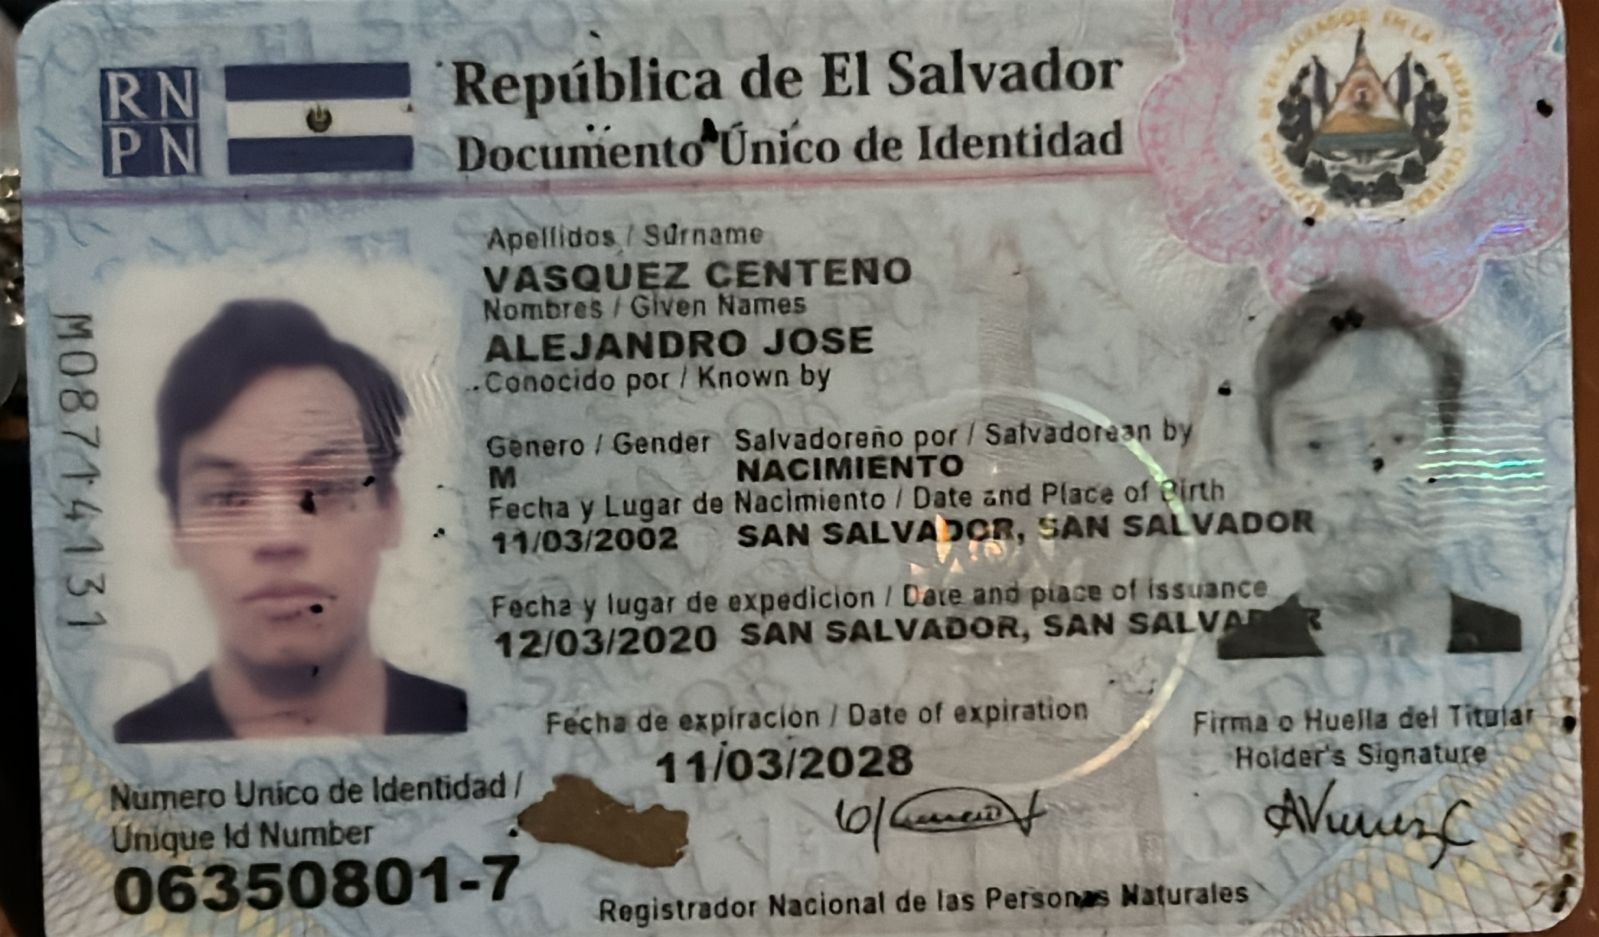 RN
PN
República de El Salvador
Documento Único de Identidad
Apellidos / Surname
VASQUEZ CENTENO
Nombres / Given Names
ALEJANDRO JOSE
Conocido por / Known by
Genero / Gender Salvadoreño por / Salvadorean by
M NACIMIENTO
Fecha y Lugar de Nacimiento / Date and Place of Birth
11/03/2002 SAN SALVADOR, SAN SALVADOR
Fecha y lugar de expedicion / Date and place of issuance
12/03/2020 SAN SALVADOR, SAN
Fecha de expiracion / Date of expiration
11/03/2028
Firma o Huella del Titular
Holder's Signature
Numero Unico de Identidad /
Unique Id Number
06350801-7
Registrador Nacional de las Personas Naturales
M08714131